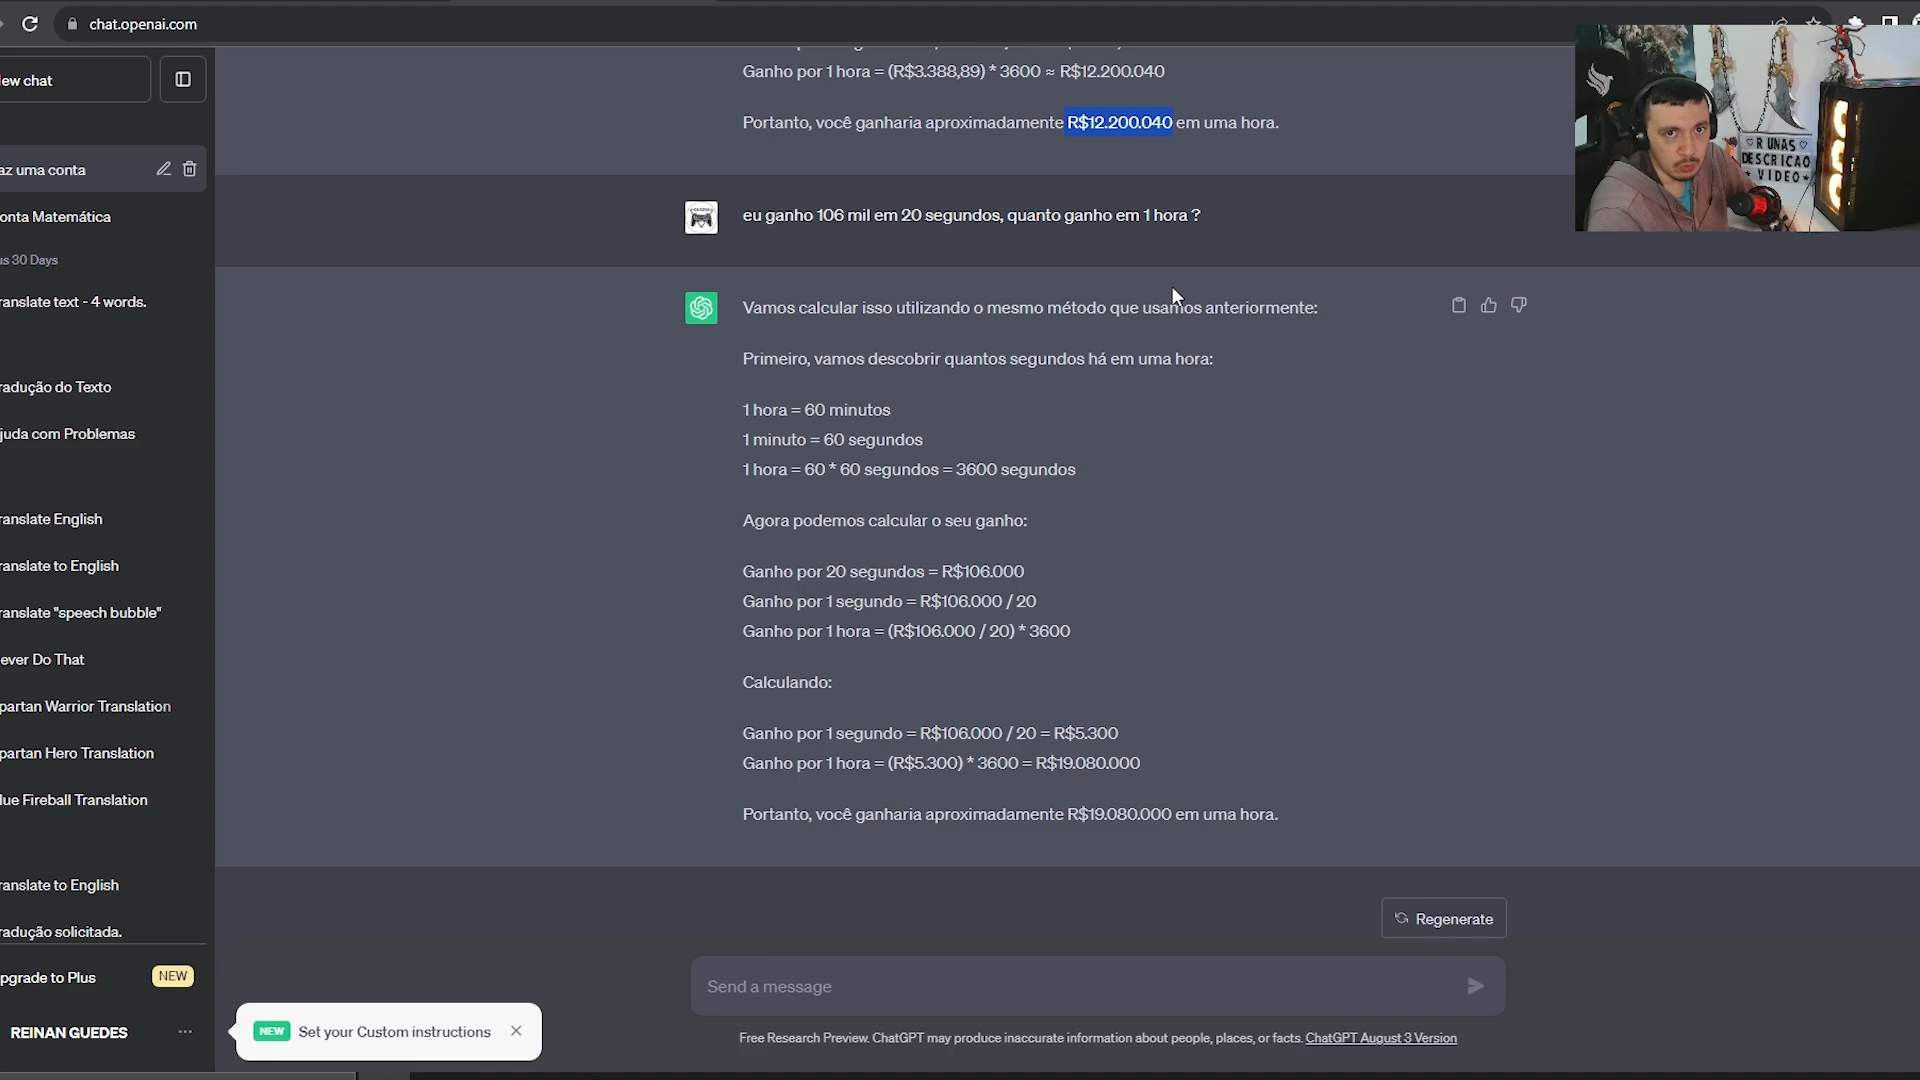 chat.openai.com
ew chat
az uma conta
onta Matemática
us 30 Days
ranslate text - 4 words.
radução do Texto
juda com Problemas
ranslate English
ranslate to English
ranslate "speech bubble"
ever Do That
partan Warrior Translation
partan Hero Translation
lue Fireball Translation
ranslate to English
radução solicitada.
pgrade to Plus
NEW
REINAN GUEDES
Ganho por 1 hora = (R$3.388,89) * 3600 ≈ R$12.200.040
Portanto, você ganharia aproximadamente R$12.200.040 em uma hora.
eu ganho 106 mil em 20 segundos, quanto ganho em 1 hora ?
Vamos calcular isso utilizando o mesmo método que usamos anteriormente:
Primeiro, vamos descobrir quantos segundos há em uma hora:
1 hora = 60 minutos
1 minuto = 60 segundos
1 hora = 60 * 60 segundos = 3600 segundos
Agora podemos calcular o seu ganho:
Ganho por 20 segundos = R$106.000
Ganho por 1 segundo = R$106.000 / 20
Ganho por 1 hora = (R$106.000 / 20) * 3600
Calculando:
Ganho por 1 segundo = R$106.000 / 20 = R$5.300
Ganho por 1 hora = (R$5.300) * 3600 = R$19.080.000
Portanto, você ganharia aproximadamente R$19.080.000 em uma hora.
Regenerate
Send a message
NEW Set your Custom instructions
Free Research Preview. ChatGPT may produce inaccurate information about people, places, or facts. ChatGPT August 3 Version
♡ R UNAS ♡
DESCRICAO
VIDEO